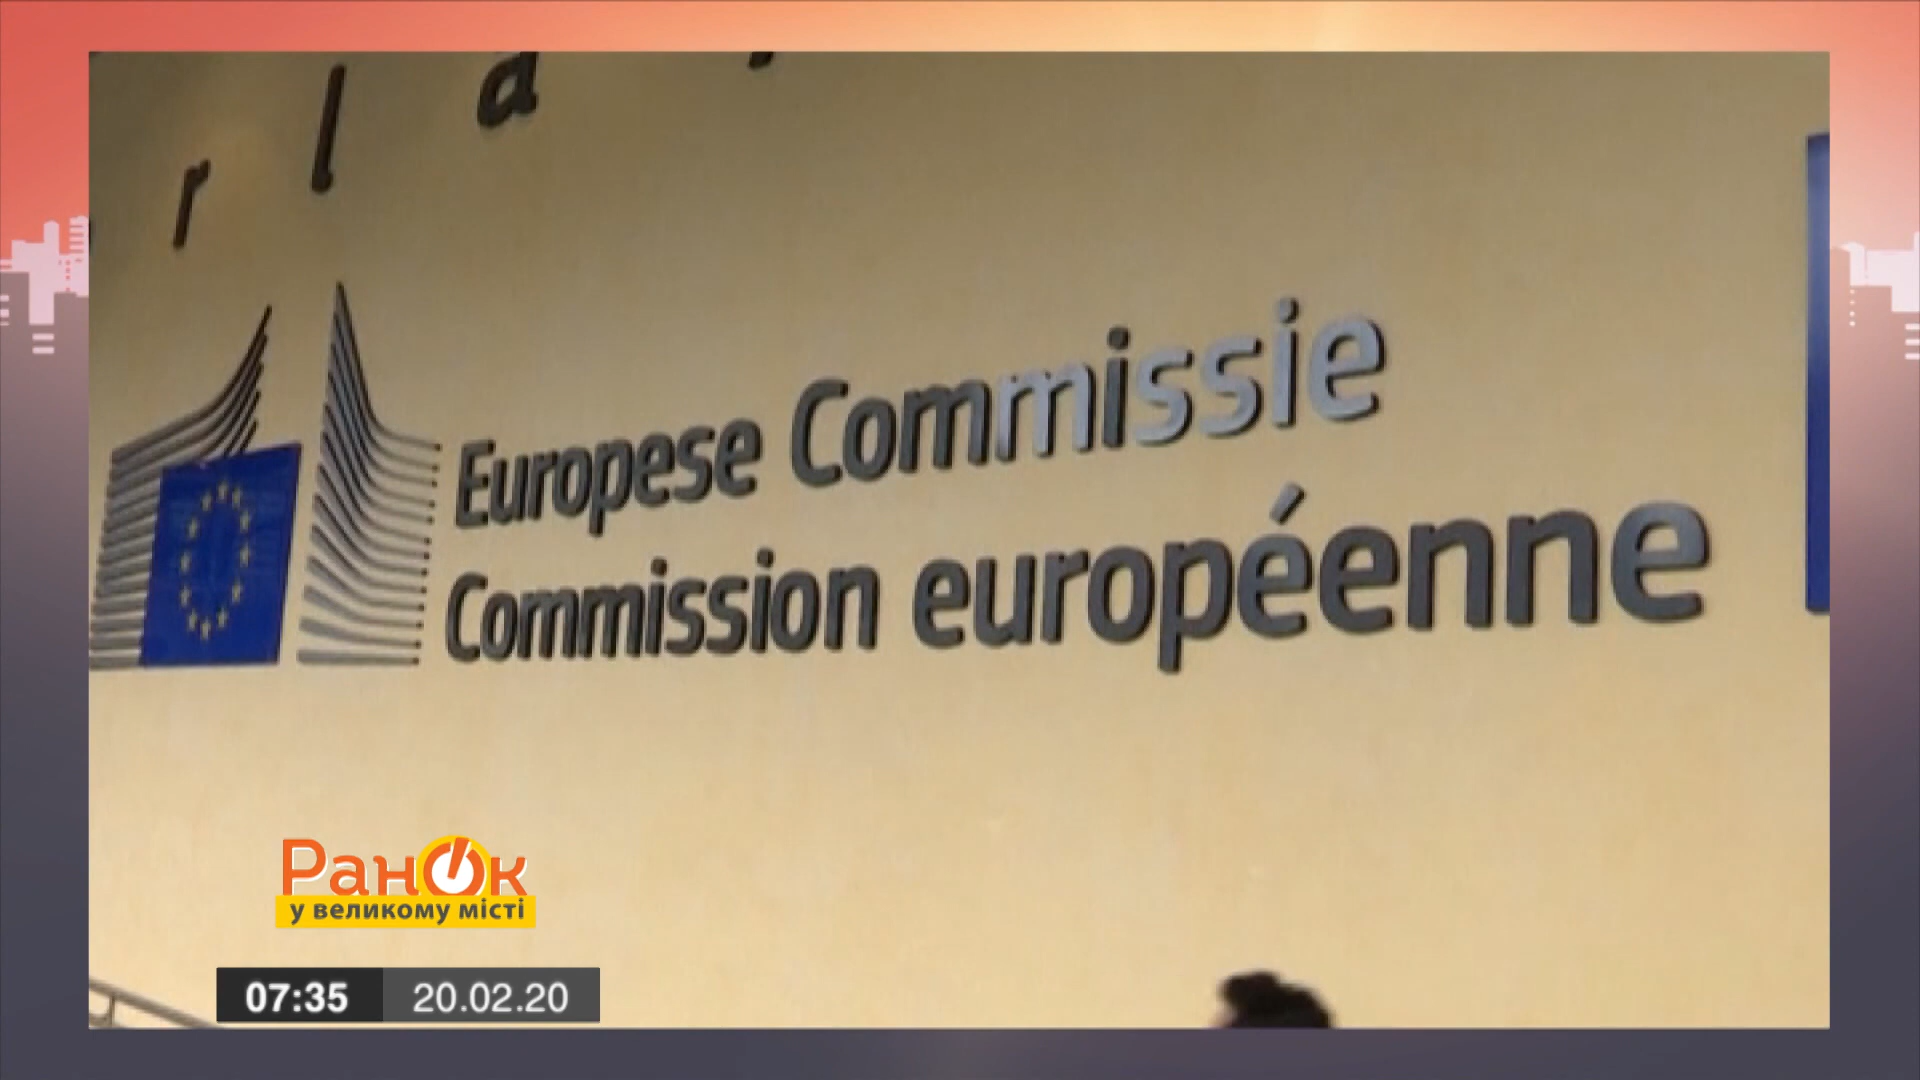 r l a
Europese Commissie
Commission européenne
Ранок
у великому місті
07:35 20.02.20